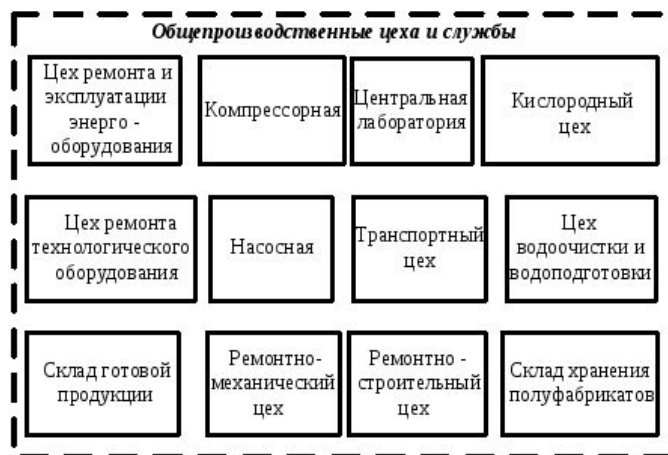 Общепроизводственные цеха и службы
Цех ремонта и
эксплуатации
энерго -
оборудования
Компрессорная
Центральная
лаборатория
Кислородный
цех
Цех ремонта
технологического
оборудования
Насосная
Транспортный
цех
Цех
водоочистки и
водоподготовки
Склад готовой
продукции
Ремонтно-
механический
цех
Ремонтно -
строительный
цех
Склад хранения
полуфабрикатов